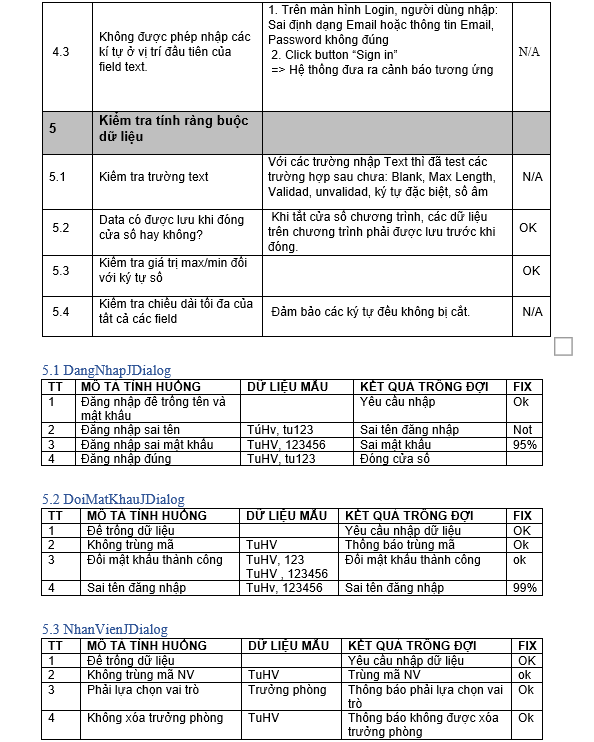 4.3 Không được phép nhập các kí tự ở vị trí đầu tiên của field text. 1. Trên màn hình Login, người dùng nhập: Sai định dạng Email hoặc thông tin Email, Password không đúng 2. Click button “Sign in” => Hệ thống đưa ra cảnh báo tương ứng N/A
5 Kiểm tra tính ràng buộc dữ liệu
5.1 Kiểm tra trường text Với các trường nhập Text thì đã test các trường hợp sau chưa: Blank, Max Length, Validad, unvalidad, ký tự đặc biệt, số âm N/A
5.2 Data có được lưu khi đóng cửa sổ hay không? Khi tắt cửa sổ chương trình, các dữ liệu trên chương trình phải được lưu trước khi đóng. OK
5.3 Kiểm tra giá trị max/min đối với ký tự số OK
5.4 Kiểm tra chiều dài tối đa của tất cả các field Đảm bảo các ký tự đều không bị cắt. N/A
5.1 DangNhapJDialog
TT MÔ TẢ TÌNH HUỐNG DỮ LIỆU MẪU KẾT QUẢ TRÔNG ĐỢI FIX
1 Đăng nhập để trống tên và mật khẩu Yêu cầu nhập Ok
2 Đăng nhập sai tên TúHv, tu123 Sai tên đăng nhập Not
3 Đăng nhập sai mật khẩu TuHV, 123456 Sai mật khẩu 95%
4 Đăng nhập đúng TuHV, tu123 Đóng cửa sổ
5.2 DoiMatKhauJDialog
TT MÔ TẢ TÌNH HUỐNG DỮ LIỆU MẪU KẾT QUẢ TRÔNG ĐỢI FIX
1 Để trống dữ liệu Yêu cầu nhập dữ liệu OK
2 Không trùng mã TuHV Thông báo trùng mã OK
3 Đổi mật khẩu thành công TuHV, 123 TuHV , 123456 Đổi mật khẩu thành công ok
4 Sai tên đăng nhập TuHv, 123456 Sai tên đăng nhập 99%
5.3 NhanVienJDialog
TT MÔ TẢ TÌNH HUỐNG DỮ LIỆU MẪU KẾT QUẢ TRÔNG ĐỢI FIX
1 Để trống dữ liệu Yêu cầu nhập dữ liệu OK
2 Không trùng mã NV TuHV Trùng mã NV ok
3 Phải lựa chọn vai trò Trưởng phòng Thông báo phải lựa chọn vai trò Ok
4 Không xóa trưởng phòng TuHV Thông báo không được xóa trưởng phòng Ok